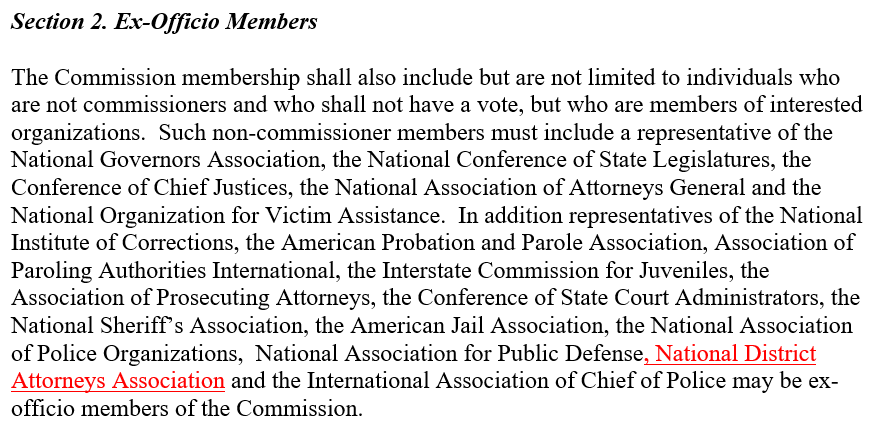 Section 2. Ex-Officio Members
The Commission membership shall also include but are not limited to individuals who
are not commissioners and who shall not have a vote, but who are members of interested
organizations.  Such non-commissioner members must include a representative of the
National Governors Association, the National Conference of State Legislatures, the
Conference of Chief Justices, the National Association of Attorneys General and the
National Organization for Victim Assistance.  In addition representatives of the National
Institute of Corrections, the American Probation and Parole Association, Association of
Paroling Authorities International, the Interstate Commission for Juveniles, the
Association of Prosecuting Attorneys, the Conference of State Court Administrators, the
National Sheriff’s Association, the American Jail Association, the National Association
of Police Organizations,  National Association for Public Defense, National District
Attorneys Association and the International Association of Chief of Police may be ex-
officio members of the Commission.